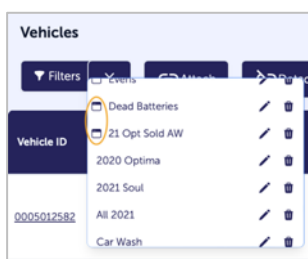 Vehicles
Filters
Events
Dead Batteries
21 Opt Sold AW
Vehicle ID
2020 Optima
2021 Soul
0005012582
All 2021
Car Wash